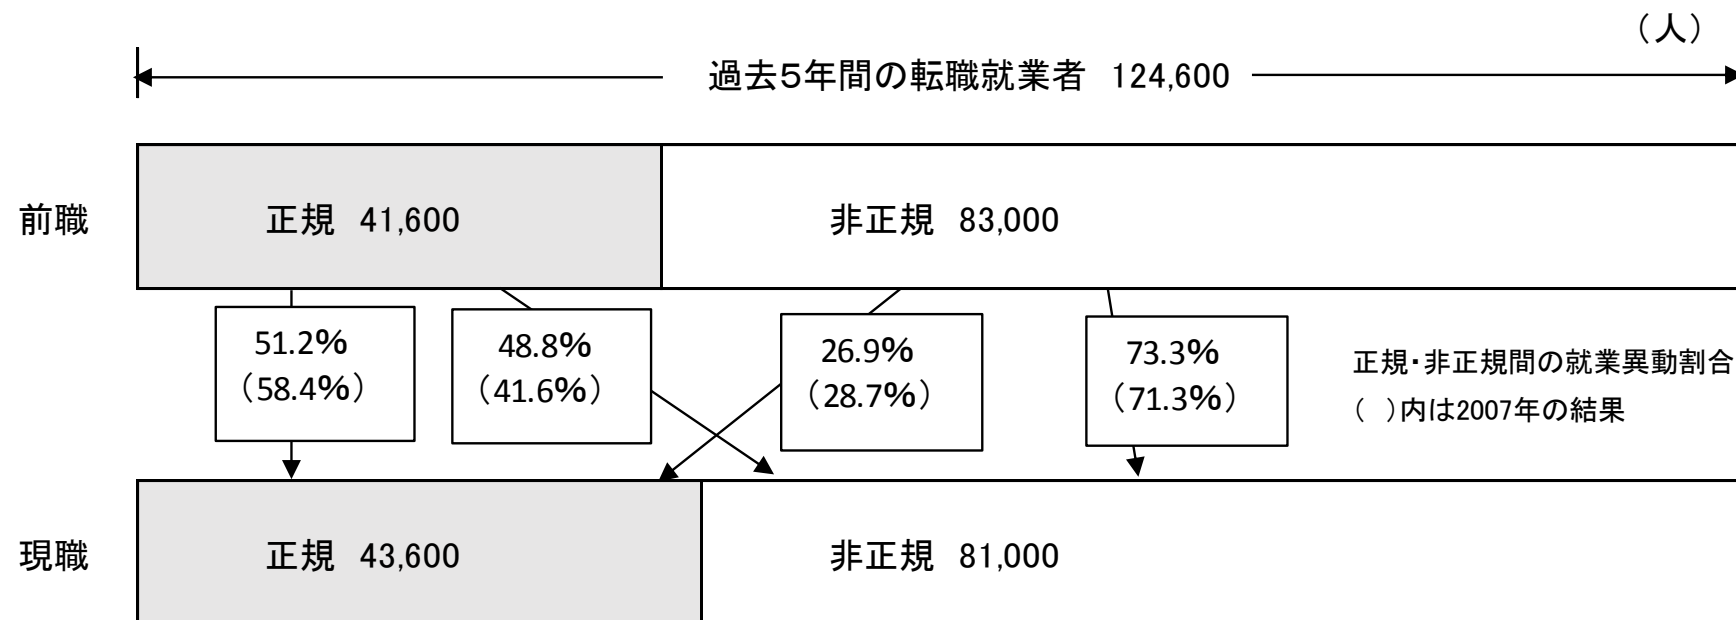 （人）
過去5年間の転職就業者 124,600
前職
正規 41,600
非正規 83,000
51.2%
（58.4%）
48.8%
（41.6%）
26.9%
（28.7%）
73.3%
（71.3%）
正規・非正規間の就業異動割合
（ ）内は2007年の結果
現職
正規 43,600
非正規 81,000